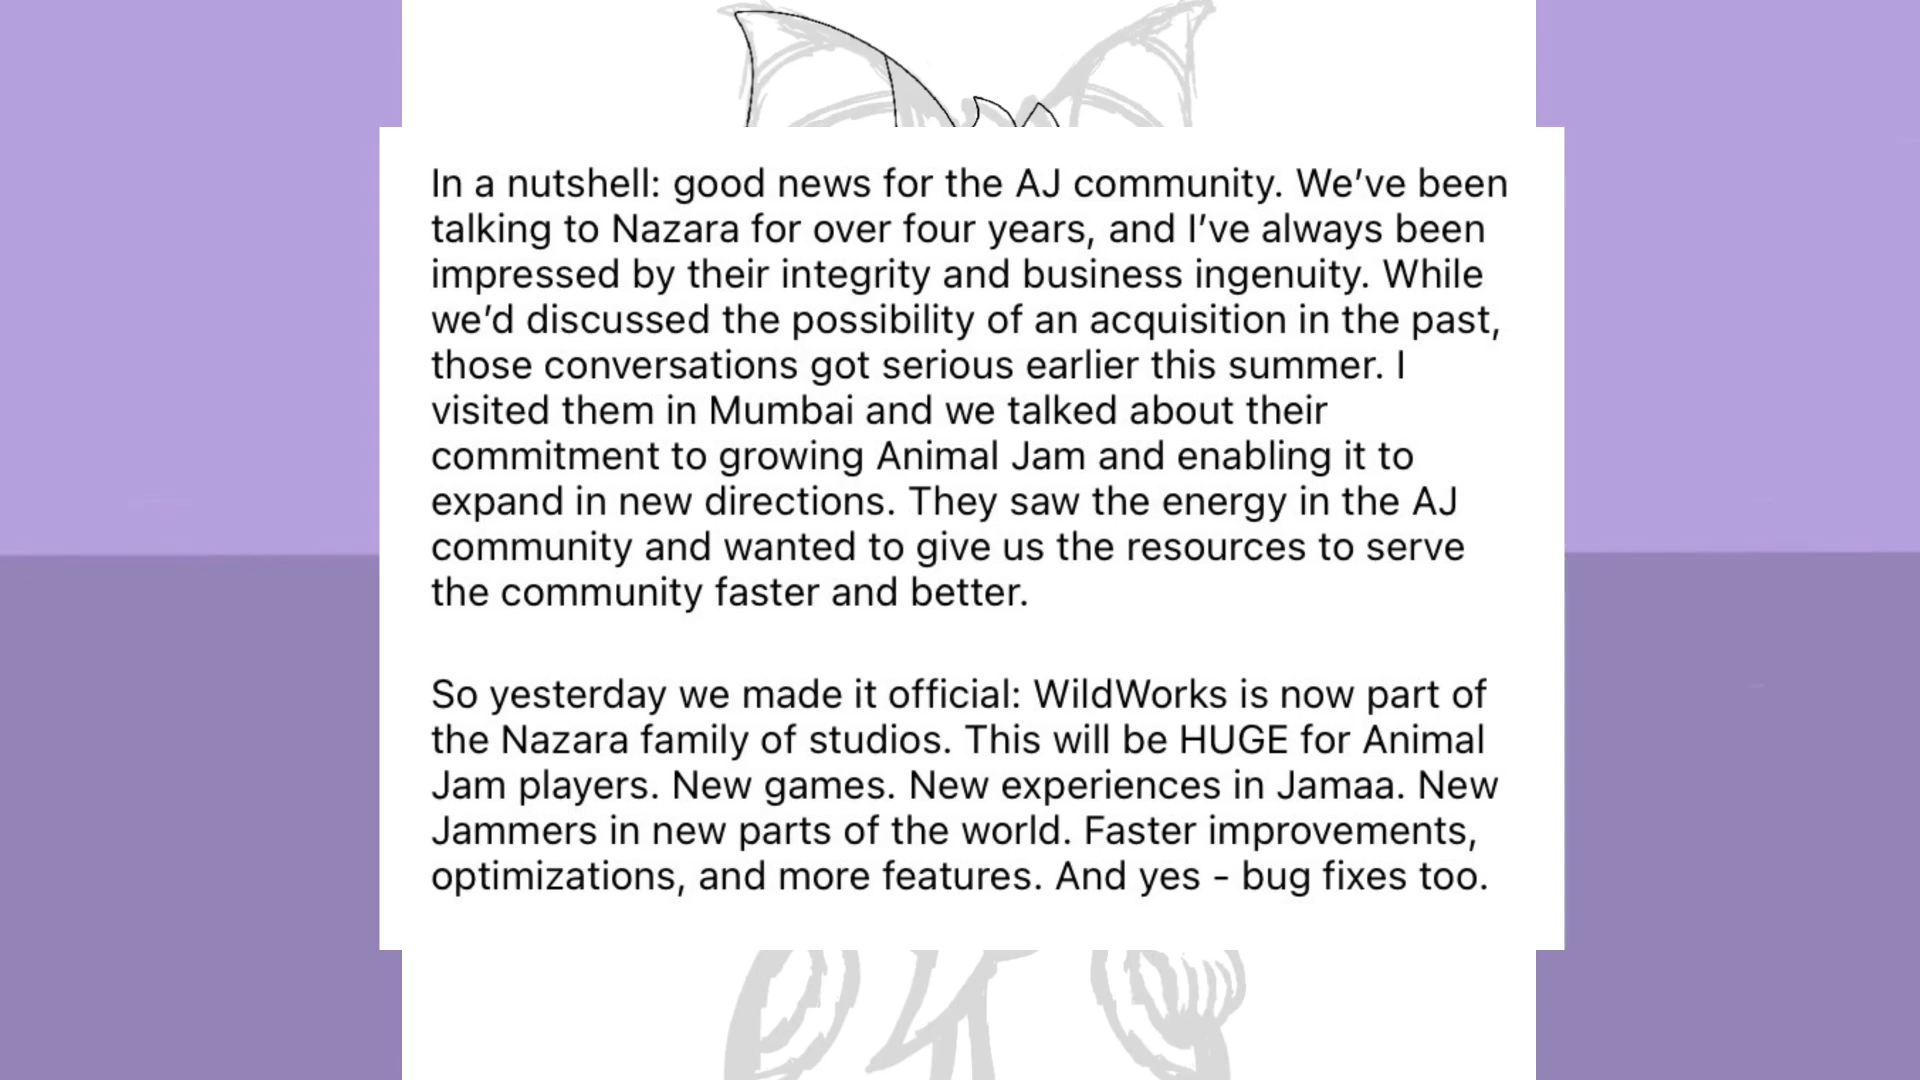 In a nutshell: good news for the AJ community. We’ve been
talking to Nazara for over four years, and I’ve always been
impressed by their integrity and business ingenuity. While
we’d discussed the possibility of an acquisition in the past,
those conversations got serious earlier this summer. I
visited them in Mumbai and we talked about their
commitment to growing Animal Jam and enabling it to
expand in new directions. They saw the energy in the AJ
community and wanted to give us the resources to serve
the community faster and better.
So yesterday we made it official: WildWorks is now part of
the Nazara family of studios. This will be HUGE for Animal
Jam players. New games. New experiences in Jamaa. New
Jammers in new parts of the world. Faster improvements,
optimizations, and more features. And yes - bug fixes too.